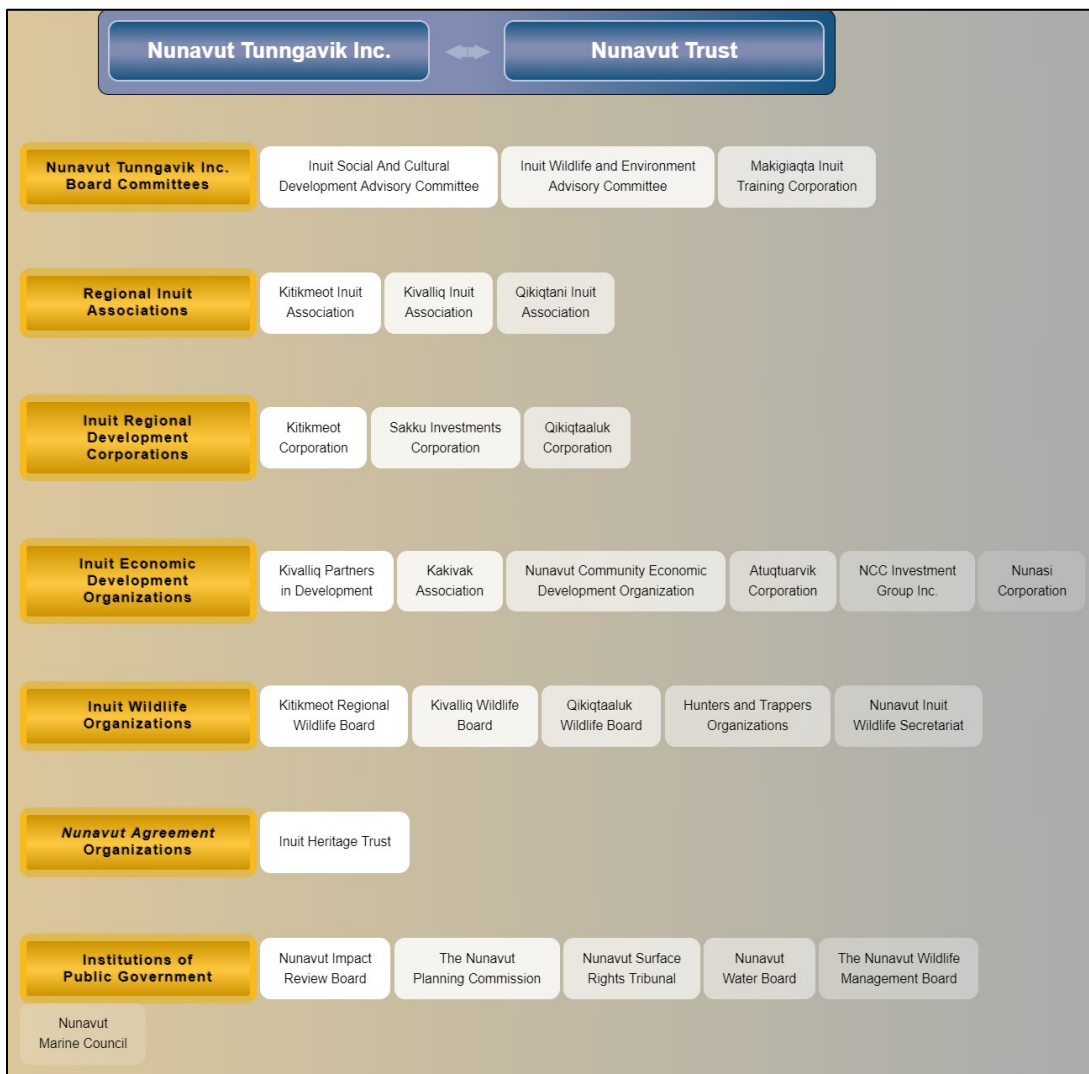 Nunavut Tunngavik Inc.
Nunavut Trust
Nunavut Tunngavik Inc.
Board Committees
Inuit Social And Cultural
Development Advisory Committee
Inuit Wildlife and Environment
Advisory Committee
Makigiaqta Inuit
Training Corporation
Regional Inuit
Associations
Kitikmeot Inuit
Association
Kivalliq Inuit
Association
Qikiqtani Inuit
Association
Inuit Regional
Development
Corporations
Kitikmeot
Corporation
Sakku Investments
Corporation
Qikiqtaaluk
Corporation
Inuit Economic
Development
Organizations
Kivalliq Partners
in Development
Kakivak
Association
Nunavut Community Economic
Development Organization
Atuqtuarvik
Corporation
NCC Investment
Group Inc.
Nunasi
Corporation
Inuit Wildlife
Organizations
Kitikmeot Regional
Wildlife Board
Kivalliq Wildlife
Board
Qikiqtaaluk
Wildlife Board
Hunters and Trappers
Organizations
Nunavut Inuit
Wildlife Secretariat
Nunavut Agreement
Organizations
Inuit Heritage Trust
Institutions of
Public Government
Nunavut Impact
Review Board
The Nunavut
Planning Commission
Nunavut Surface
Rights Tribunal
Nunavut
Water Board
The Nunavut Wildlife
Management Board
Nunavut
Marine Council